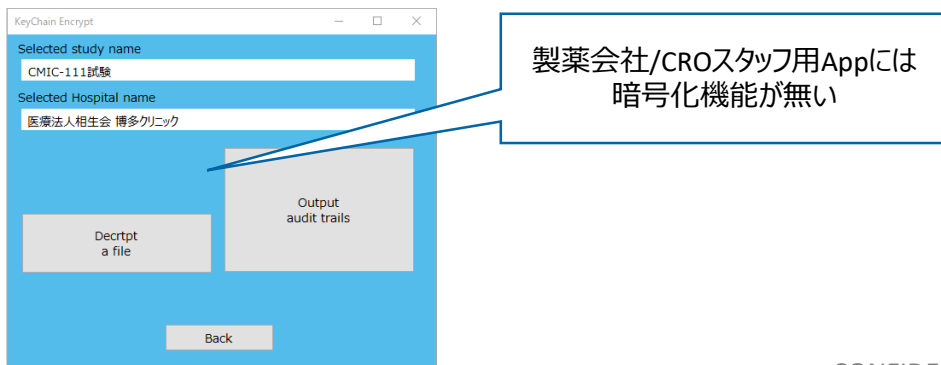 KeyChain Encrypt
Selected study name
CMIC-111試験
Selected Hospital name
医療法人相生会 博多クリニック
製薬会社/CROスタッフ用Appには
暗号化機能が無い
Output
audit trails
Decrtpt
a file
Back